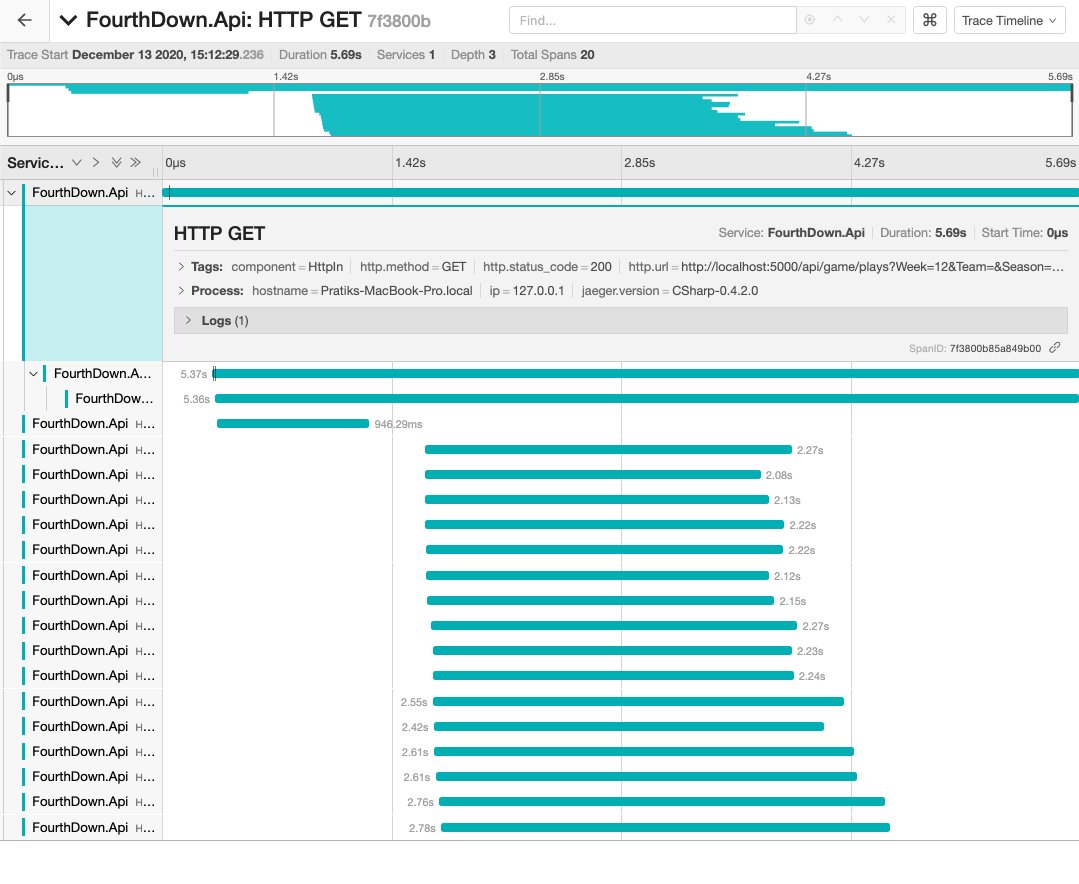 FourthDown.Api: HTTP GET 7f3800b Find... ⌘ Trace Timeline
Trace Start December 13 2020, 15:12:29.236 Duration 5.69s Services 1 Depth 3 Total Spans 20
0μs 1.42s 2.85s 4.27s 5.69s
Servic... 0μs 1.42s 2.85s 4.27s 5.69s
FourthDown.Api H...
HTTP GET Service: FourthDown.Api Duration: 5.69s Start Time: 0μs
Tags: component = HttpIn http.method = GET http.status_code = 200 http.url = http://localhost:5000/api/game/plays?Week=12&Team=&Season=...
Process: hostname = Pratiks-MacBook-Pro.local ip = 127.0.0.1 jaeger.version = CSharp-0.4.2.0
Logs (1)
SpanID: 7f3800b85a849b00
FourthDown.A... 5.37s
FourthDow... 5.36s
FourthDown.Api H... 946.29ms
FourthDown.Api H... 2.27s
FourthDown.Api H... 2.08s
FourthDown.Api H... 2.13s
FourthDown.Api H... 2.22s
FourthDown.Api H... 2.22s
FourthDown.Api H... 2.12s
FourthDown.Api H... 2.15s
FourthDown.Api H... 2.27s
FourthDown.Api H... 2.23s
FourthDown.Api H... 2.24s
FourthDown.Api H... 2.55s
FourthDown.Api H... 2.42s
FourthDown.Api H... 2.61s
FourthDown.Api H... 2.61s
FourthDown.Api H... 2.76s
FourthDown.Api H... 2.78s